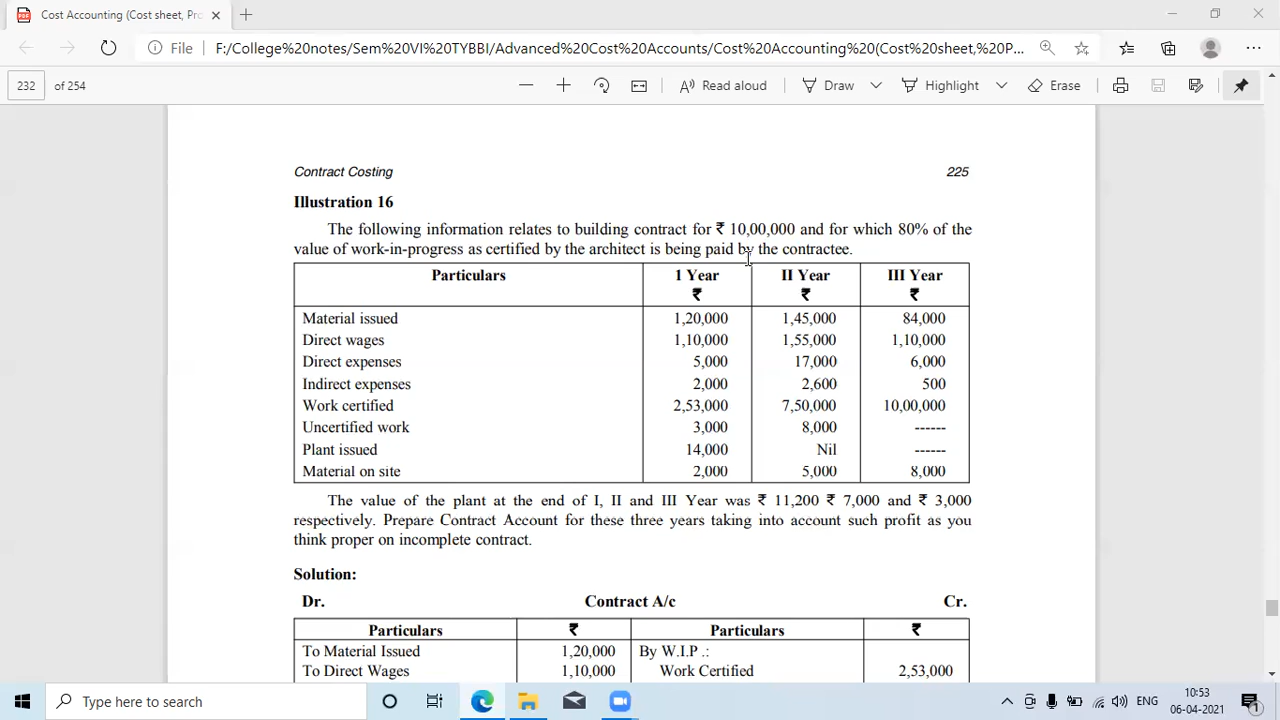 Cost Accounting (Cost sheet, Pro
File F:/College%20notes/Sem%20VI%20TYBBI/Advanced%20Cost%20Accounts/Cost%20Accounting%20(Cost%20sheet,%20P...
232 of 254 Read aloud Draw Highlight Erase
Contract Costing 225
Illustration 16
The following information relates to building contract for ₹ 10,00,000 and for which 80% of the
value of work-in-progress as certified by the architect is being paid by the contractee.
Particulars 1 Year II Year III Year
₹ ₹ ₹
Material issued 1,20,000 1,45,000 84,000
Direct wages 1,10,000 1,55,000 1,10,000
Direct expenses 5,000 17,000 6,000
Indirect expenses 2,000 2,600 500
Work certified 2,53,000 7,50,000 10,00,000
Uncertified work 3,000 8,000 ------
Plant issued 14,000 Nil ------
Material on site 2,000 5,000 8,000
The value of the plant at the end of I, II and III Year was ₹ 11,200 ₹ 7,000 and ₹ 3,000
respectively. Prepare Contract Account for these three years taking into account such profit as you
think proper on incomplete contract.
Solution:
Dr. Contract A/c Cr.
Particulars ₹ Particulars ₹
To Material Issued 1,20,000 By W.I.P .:
To Direct Wages 1,10,000 Work Certified 2,53,000
Type here to search ENG 10:53
06-04-2021